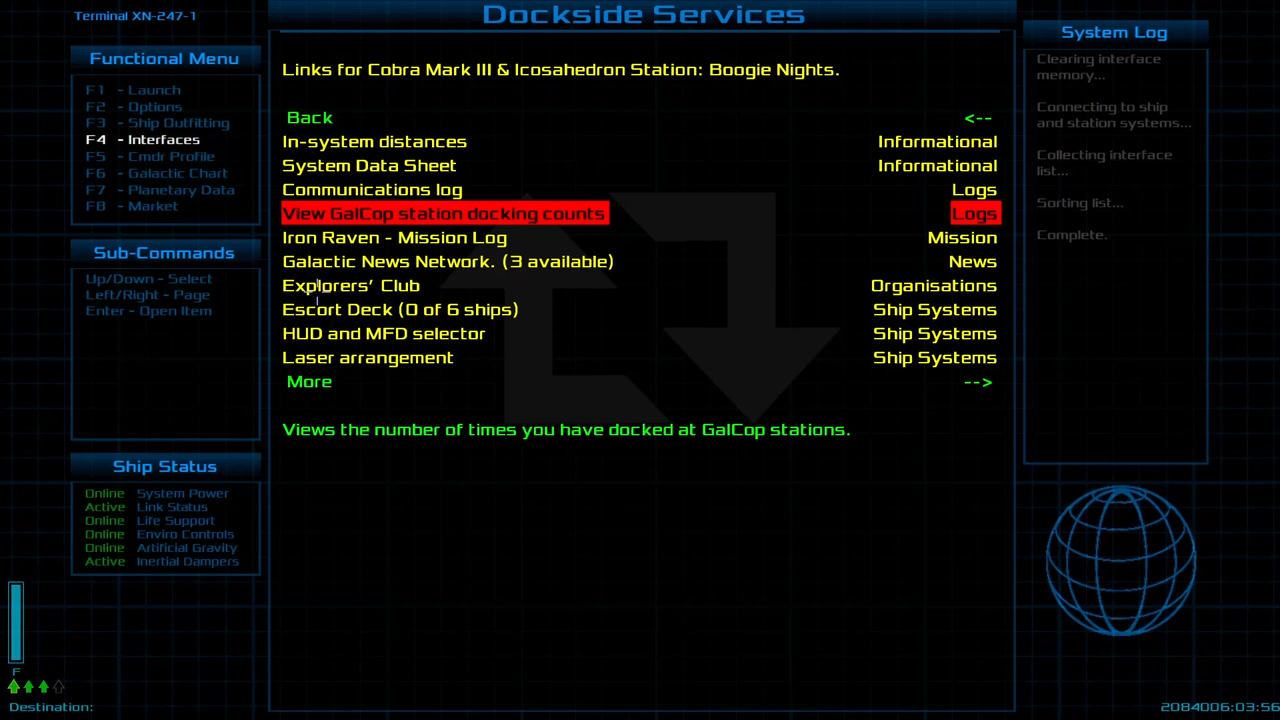 Terminal XN-247-1
Dockside Services
Functional Menu
F1 - Launch
F2 - Options
F3 - Ship Outfitting
F4 - Interfaces
F5 - Cmdr Profile
F6 - Galactic Chart
F7 - Planetary Data
F8 - Market
Sub-Commands
Up/Down - Select
Left/Right - Page
Enter - Open Item
Ship Status
Online System Power
Active Link Status
Online Life Support
Online Enviro Controls
Online Artificial Gravity
Active Inertial Dampers
F
Destination:
Links for Cobra Mark III & Icosahedron Station: Boogie Nights.
Back <--
In-system distances Informational
System Data Sheet Informational
Communications log Logs
View GalCop station docking counts Logs
Iron Raven - Mission Log Mission
Galactic News Network. (3 available) News
Explorers’ Club Organisations
Escort Deck (0 of 6 ships) Ship Systems
HUD and MFD selector Ship Systems
Laser arrangement Ship Systems
More -->
Views the number of times you have docked at GalCop stations.
System Log
Clearing interface
memory...
Connecting to ship
and station systems...
Collecting interface
list...
Sorting list...
Complete.
2084006:03:56